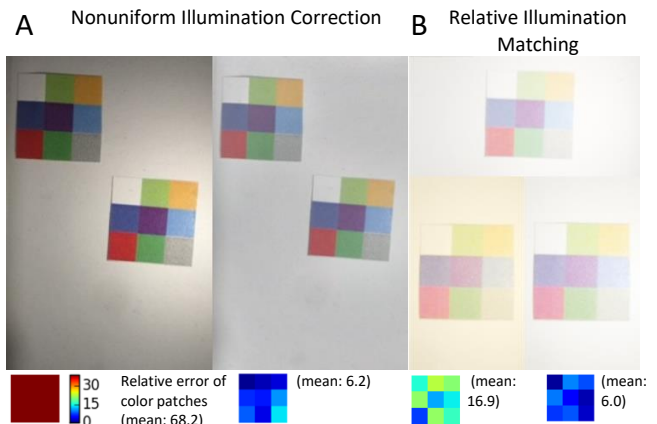 A
Nonuniform Illumination Correction
B
Relative Illumination
Matching
30
15
0
Relative error of
color patches
(mean: 68.2)
(mean: 6.2)
(mean:
16.9)
(mean:
6.0)